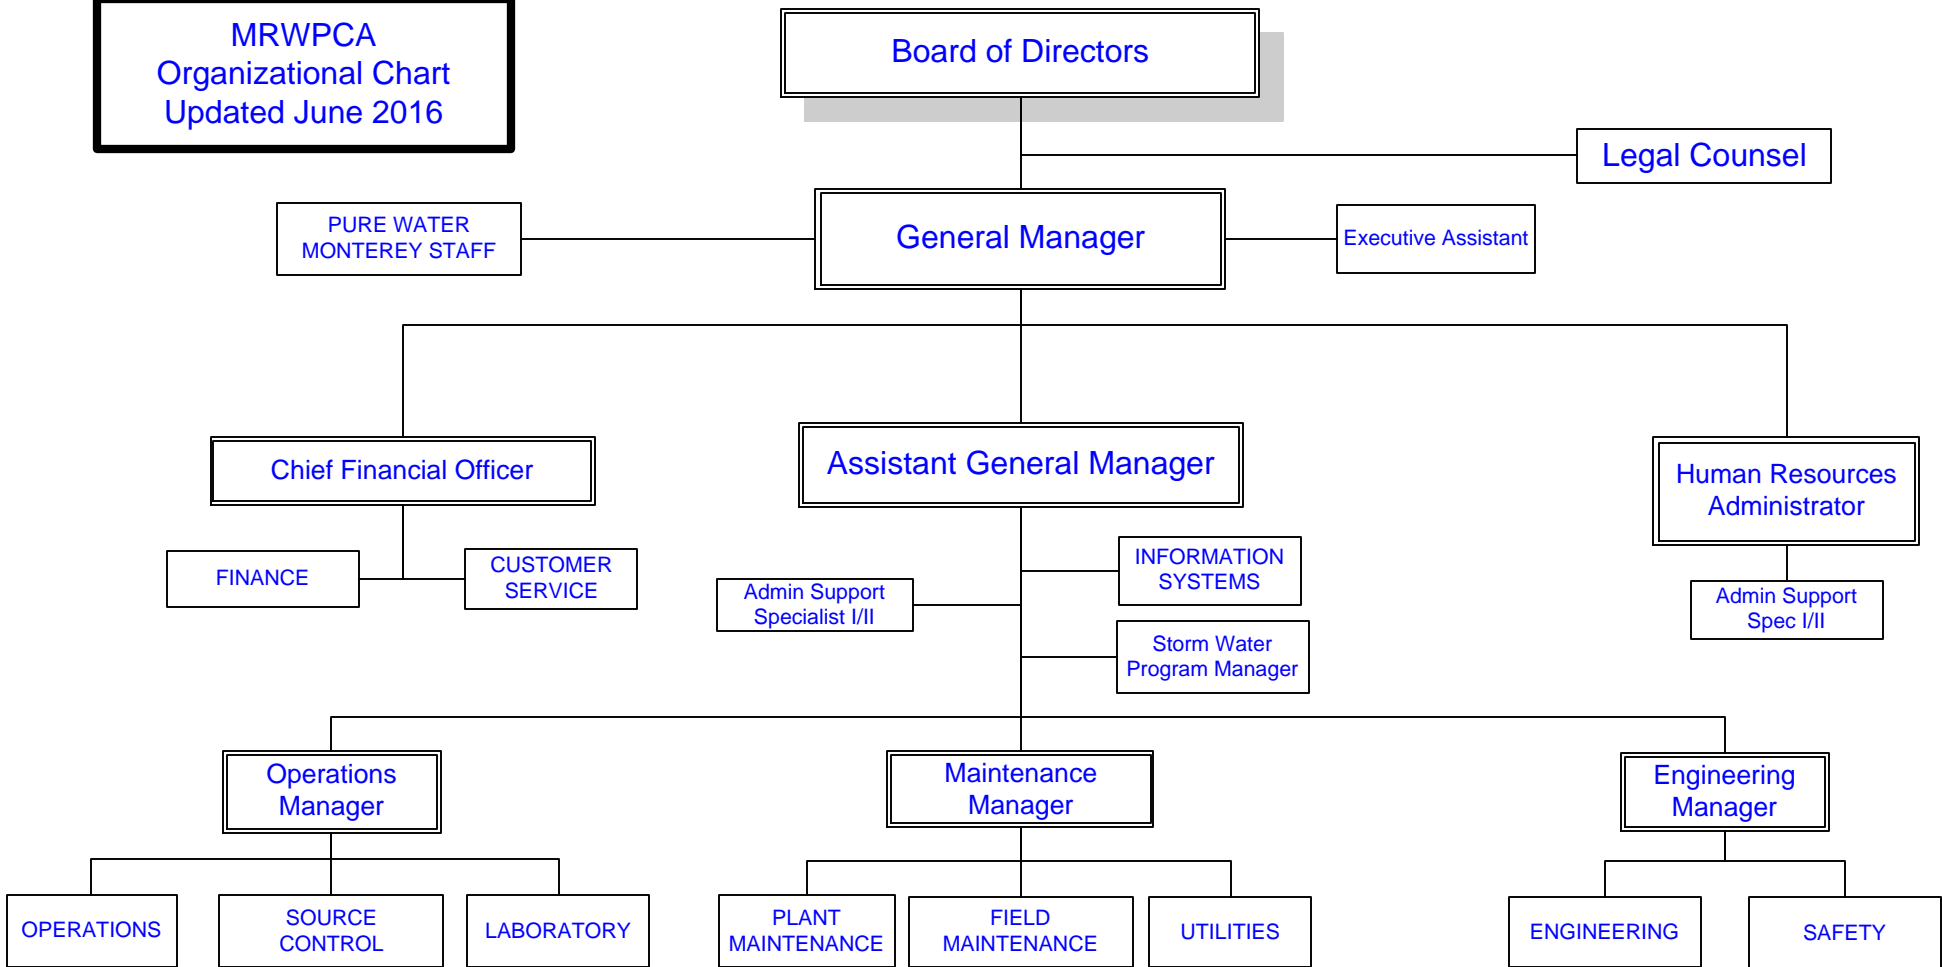 MRWPCA
Organizational Chart
Updated June 2016
Board of Directors
Legal Counsel
PURE WATER
MONTEREY STAFF
General Manager
Executive Assistant
Chief Financial Officer
Assistant General Manager
Human Resources
Administrator
FINANCE
CUSTOMER
SERVICE
Admin Support
Specialist I/II
INFORMATION
SYSTEMS
Storm Water
Program Manager
Admin Support
Spec I/II
Operations
Manager
Maintenance
Manager
Engineering
Manager
OPERATIONS
SOURCE
CONTROL
LABORATORY
PLANT
MAINTENANCE
FIELD
MAINTENANCE
UTILITIES
ENGINEERING
SAFETY